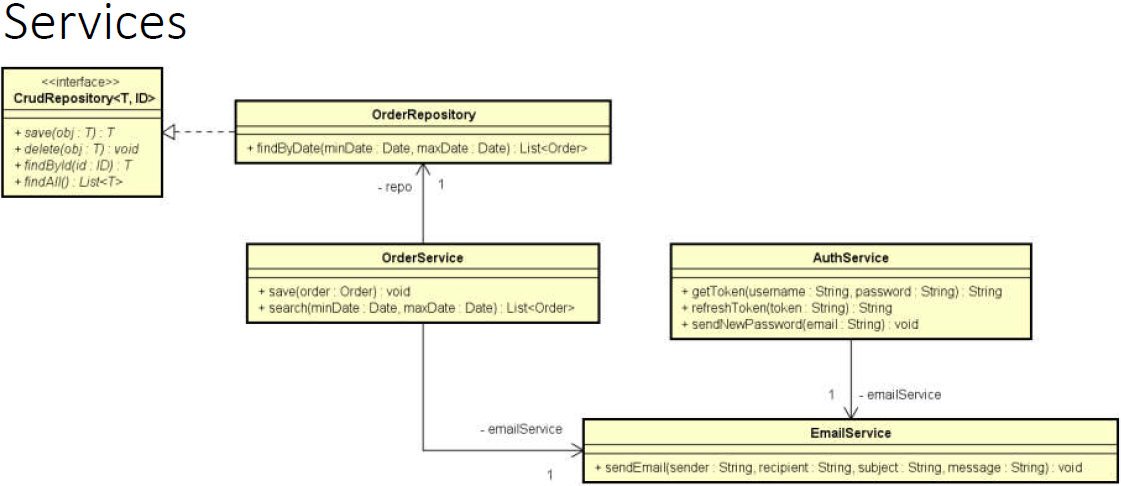 Services
<<interface>>
CrudRepository<T, ID>
+ save(obj : T) : T
+ delete(obj : T) : void
+ findById(id : ID) : T
+ findAll() : List<T>
OrderRepository
+ findByDate(minDate : Date, maxDate : Date) : List<Order>
- repo
1
OrderService
+ save(order : Order) : void
+ search(minDate : Date, maxDate : Date) : List<Order>
AuthService
+ getToken(username : String, password : String) : String
+ refreshToken(token : String) : String
+ sendNewPassword(email : String) : void
1
- emailService
- emailService
1
EmailService
+ sendEmail(sender : String, recipient : String, subject : String, message : String) : void